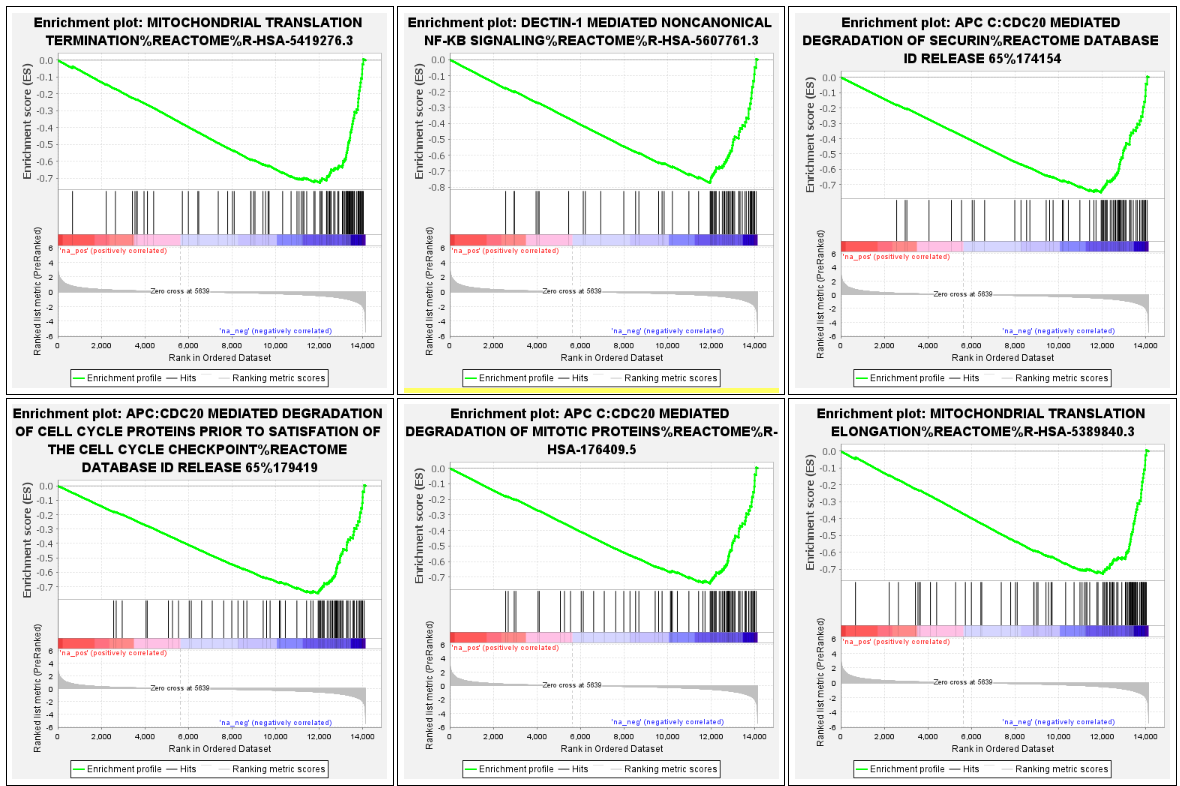 Enrichment plot: MITOCHONDRIAL TRANSLATION
TERMINATION%REACTOME%R-HSA-5419276.3
Enrichment score (ES)
0.0
-0.1
-0.2
-0.3
-0.4
-0.5
-0.6
-0.7
'na_pos' (positively correlated)
Ranked list metric (PreRanked)
6
4
2
0
-2
-4
-6
Zero cross at 5639
'na_neg' (negatively correlated)
0 2,000 4,000 6,000 8,000 10,000 12,000 14,000
Rank in Ordered Dataset
Enrichment profile Hits Ranking metric scores
Enrichment plot: DECTIN-1 MEDIATED NONCANONICAL
NF-KB SIGNALING%REACTOME%R-HSA-5607761.3
Enrichment score (ES)
0.0
-0.1
-0.2
-0.3
-0.4
-0.5
-0.6
-0.7
-0.8
'na_pos' (positively correlated)
Ranked list metric (PreRanked)
6
4
2
0
-2
-4
-6
Zero cross at 5639
'na_neg' (negatively correlated)
0 2,000 4,000 6,000 8,000 10,000 12,000 14,000
Rank in Ordered Dataset
Enrichment profile Hits Ranking metric scores
Enrichment plot: APC C:CDC20 MEDIATED
DEGRADATION OF SECURIN%REACTOME DATABASE
ID RELEASE 65%174154
Enrichment score (ES)
0.0
-0.1
-0.2
-0.3
-0.4
-0.5
-0.6
-0.7
'na_pos' (positively correlated)
Ranked list metric (PreRanked)
6
4
2
0
-2
-4
-6
Zero cross at 5639
'na_neg' (negatively correlated)
0 2,000 4,000 6,000 8,000 10,000 12,000 14,000
Rank in Ordered Dataset
Enrichment profile Hits Ranking metric scores
Enrichment plot: APC:CDC20 MEDIATED DEGRADATION
OF CELL CYCLE PROTEINS PRIOR TO SATISFATION OF
THE CELL CYCLE CHECKPOINT%REACTOME
DATABASE ID RELEASE 65%179419
Enrichment score (ES)
0.0
-0.1
-0.2
-0.3
-0.4
-0.5
-0.6
-0.7
'na_pos' (positively correlated)
Ranked list metric (PreRanked)
6
4
2
0
-2
-4
-6
Zero cross at 5639
'na_neg' (negatively correlated)
0 2,000 4,000 6,000 8,000 10,000 12,000 14,000
Rank in Ordered Dataset
Enrichment profile Hits Ranking metric scores
Enrichment plot: APC C:CDC20 MEDIATED
DEGRADATION OF MITOTIC PROTEINS%REACTOME%R-
HSA-176409.5
Enrichment score (ES)
0.0
-0.1
-0.2
-0.3
-0.4
-0.5
-0.6
-0.7
'na_pos' (positively correlated)
Ranked list metric (PreRanked)
6
4
2
0
-2
-4
-6
Zero cross at 5639
'na_neg' (negatively correlated)
0 2,000 4,000 6,000 8,000 10,000 12,000 14,000
Rank in Ordered Dataset
Enrichment profile Hits Ranking metric scores
Enrichment plot: MITOCHONDRIAL TRANSLATION
ELONGATION%REACTOME%R-HSA-5389840.3
Enrichment score (ES)
0.0
-0.1
-0.2
-0.3
-0.4
-0.5
-0.6
-0.7
'na_pos' (positively correlated)
Ranked list metric (PreRanked)
6
4
2
0
-2
-4
-6
Zero cross at 5639
'na_neg' (negatively correlated)
0 2,000 4,000 6,000 8,000 10,000 12,000 14,000
Rank in Ordered Dataset
Enrichment profile Hits Ranking metric scores